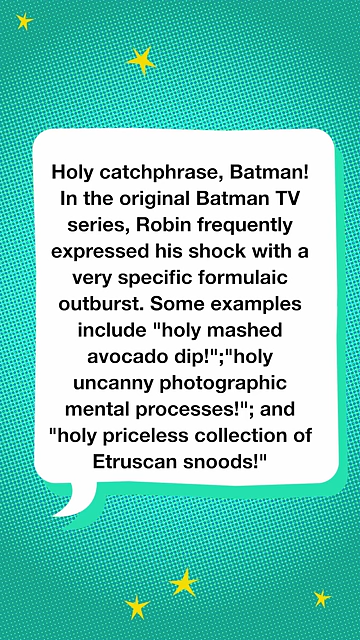 Holy catchphrase, Batman!
In the original Batman TV
series, Robin frequently
expressed his shock with a
very specific formulaic
outburst. Some examples
include "holy mashed
avocado dip!";"holy
uncanny photographic
mental processes!"; and
"holy priceless collection of
Etruscan snoods!"